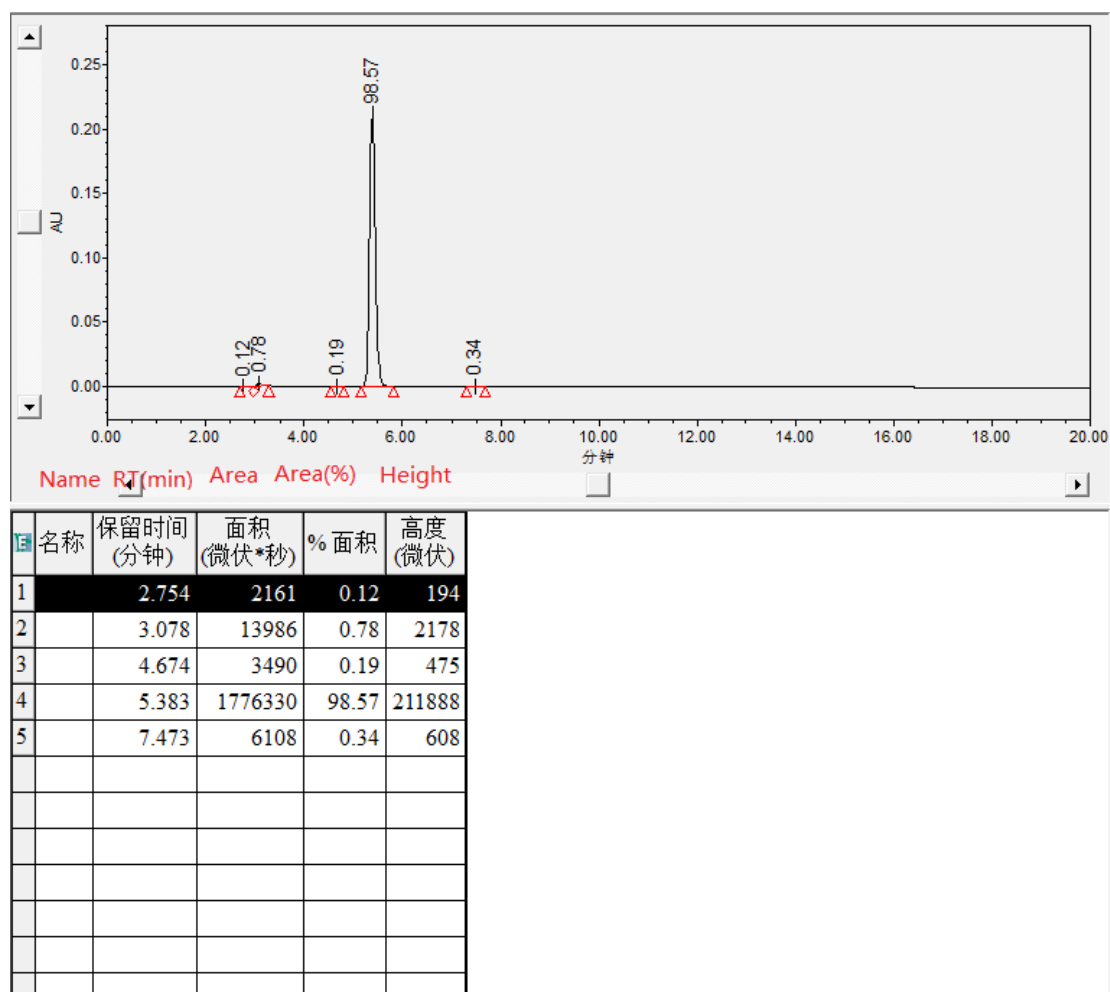 0.25
0.20
0.15
0.10
0.05
0.00
AU
0.12
0.78
0.19
98.57
0.34
0.00 2.00 4.00 6.00 8.00 10.00 12.00 14.00 16.00 18.00 20.00
分钟
Name RT(min) Area Area(%) Height
名称 保留时间 (分钟) 面积 (微伏*秒) % 面积 高度 (微伏)
1 2.754 2161 0.12 194
2 3.078 13986 0.78 2178
3 4.674 3490 0.19 475
4 5.383 1776330 98.57 211888
5 7.473 6108 0.34 608